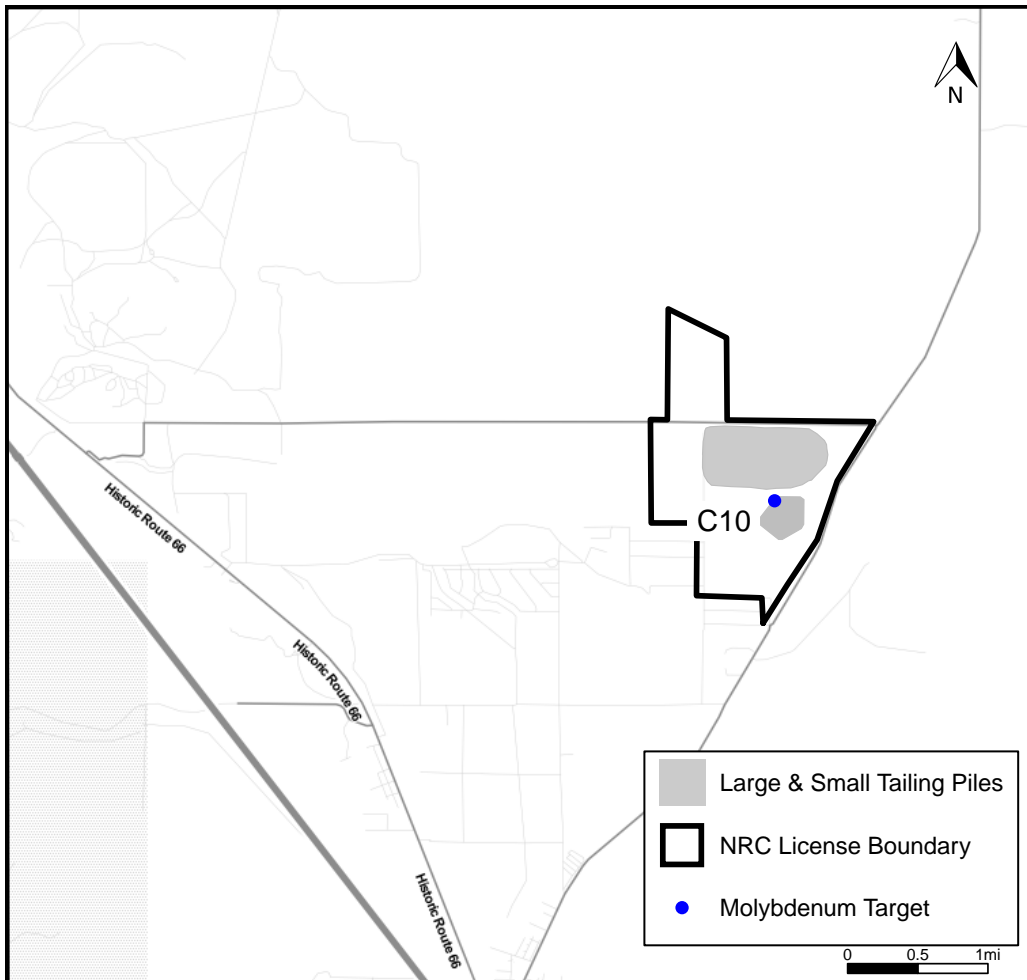 N
Historic Route 66
C10
Historic Route 66
Large & Small Tailing Piles
NRC License Boundary
Molybdenum Target
Historic Route 66
0 0.5 1mi